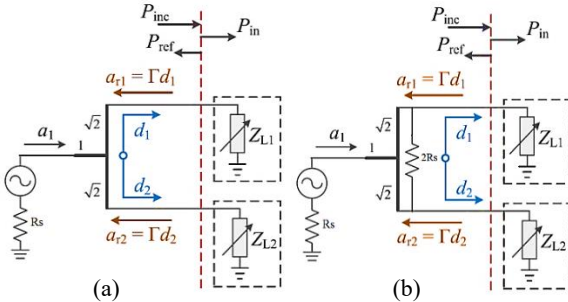 P_inc
P_in
P_ref
a_r1 = Γd_1
√2
d_1
Z_L1
a_1
1
√2
d_2
Rs
a_r2 = Γd_2
Z_L2
(a)
P_inc
P_in
P_ref
a_r1 = Γd_1
√2
d_1
Z_L1
a_1
1
2Rs
√2
d_2
Rs
a_r2 = Γd_2
Z_L2
(b)